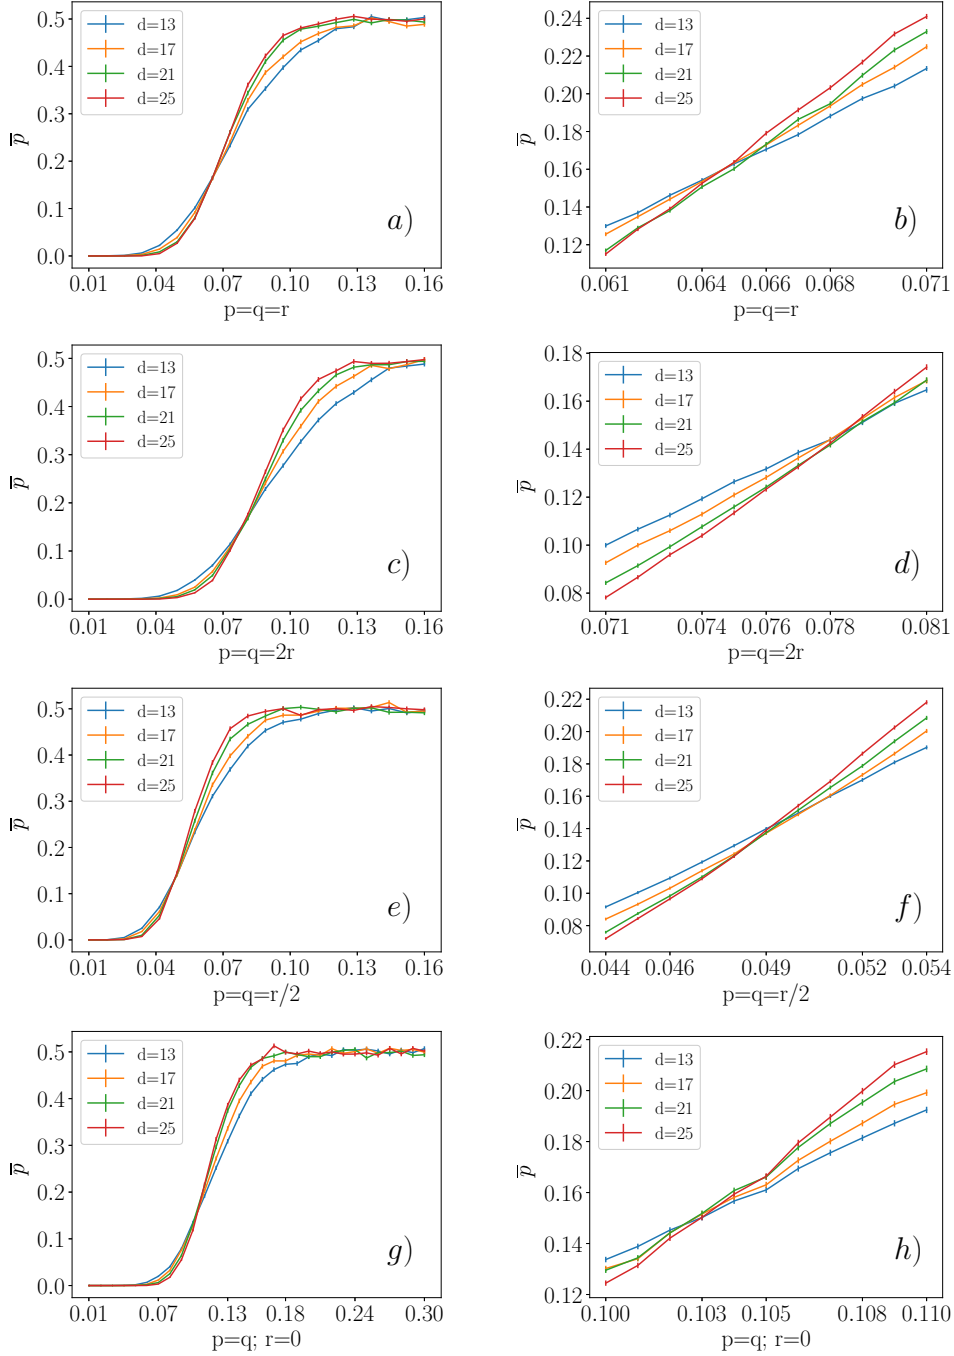 0.5
0.4
0.3
0.2
0.1
0.0
p̅
d=13
d=17
d=21
d=25
a)
0.01 0.04 0.07 0.10 0.13 0.16
p=q=r
0.24
0.22
0.20
0.18
0.16
0.14
0.12
p̅
d=13
d=17
d=21
d=25
b)
0.061 0.064 0.066 0.068 0.071
p=q=r
0.5
0.4
0.3
0.2
0.1
0.0
p̅
d=13
d=17
d=21
d=25
c)
0.01 0.04 0.07 0.10 0.13 0.16
p=q=2r
0.18
0.16
0.14
0.12
0.10
0.08
p̅
d=13
d=17
d=21
d=25
d)
0.071 0.074 0.076 0.078 0.081
p=q=2r
0.5
0.4
0.3
0.2
0.1
0.0
p̅
d=13
d=17
d=21
d=25
e)
0.01 0.04 0.07 0.10 0.13 0.16
p=q=r/2
0.22
0.20
0.18
0.16
0.14
0.12
0.10
0.08
p̅
d=13
d=17
d=21
d=25
f)
0.044 0.046 0.049 0.052 0.054
p=q=r/2
0.5
0.4
0.3
0.2
0.1
0.0
p̅
d=13
d=17
d=21
d=25
g)
0.01 0.07 0.13 0.18 0.24 0.30
p=q; r=0
0.22
0.20
0.18
0.16
0.14
0.12
p̅
d=13
d=17
d=21
d=25
h)
0.100 0.103 0.105 0.108 0.110
p=q; r=0